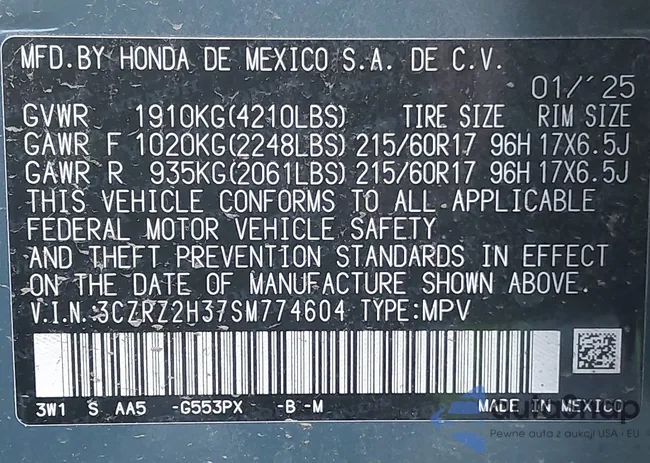 MFD.BY HONDA DE MEXICO S.A. DE C.V.
01/'25
GVWR 1910KG(4210LBS) TIRE SIZE RIM SIZE
GAWR F 1020KG(2248LBS) 215/60R17 96H 17X6.5J
GAWR R 935KG(2061LBS) 215/60R17 96H 17X6.5J
THIS VEHICLE CONFORMS TO ALL APPLICABLE
FEDERAL MOTOR VEHICLE SAFETY
AND THEFT PREVENTION STANDARDS IN EFFECT
ON THE DATE OF MANUFACTURE SHOWN ABOVE.
V.I.N.3CZRZ2H37SM774604 TYPE:MPV
3W1 S AA5 -G553PX -B -M MADE IN MEXICO
Pewne auta z aukcji USA - EU